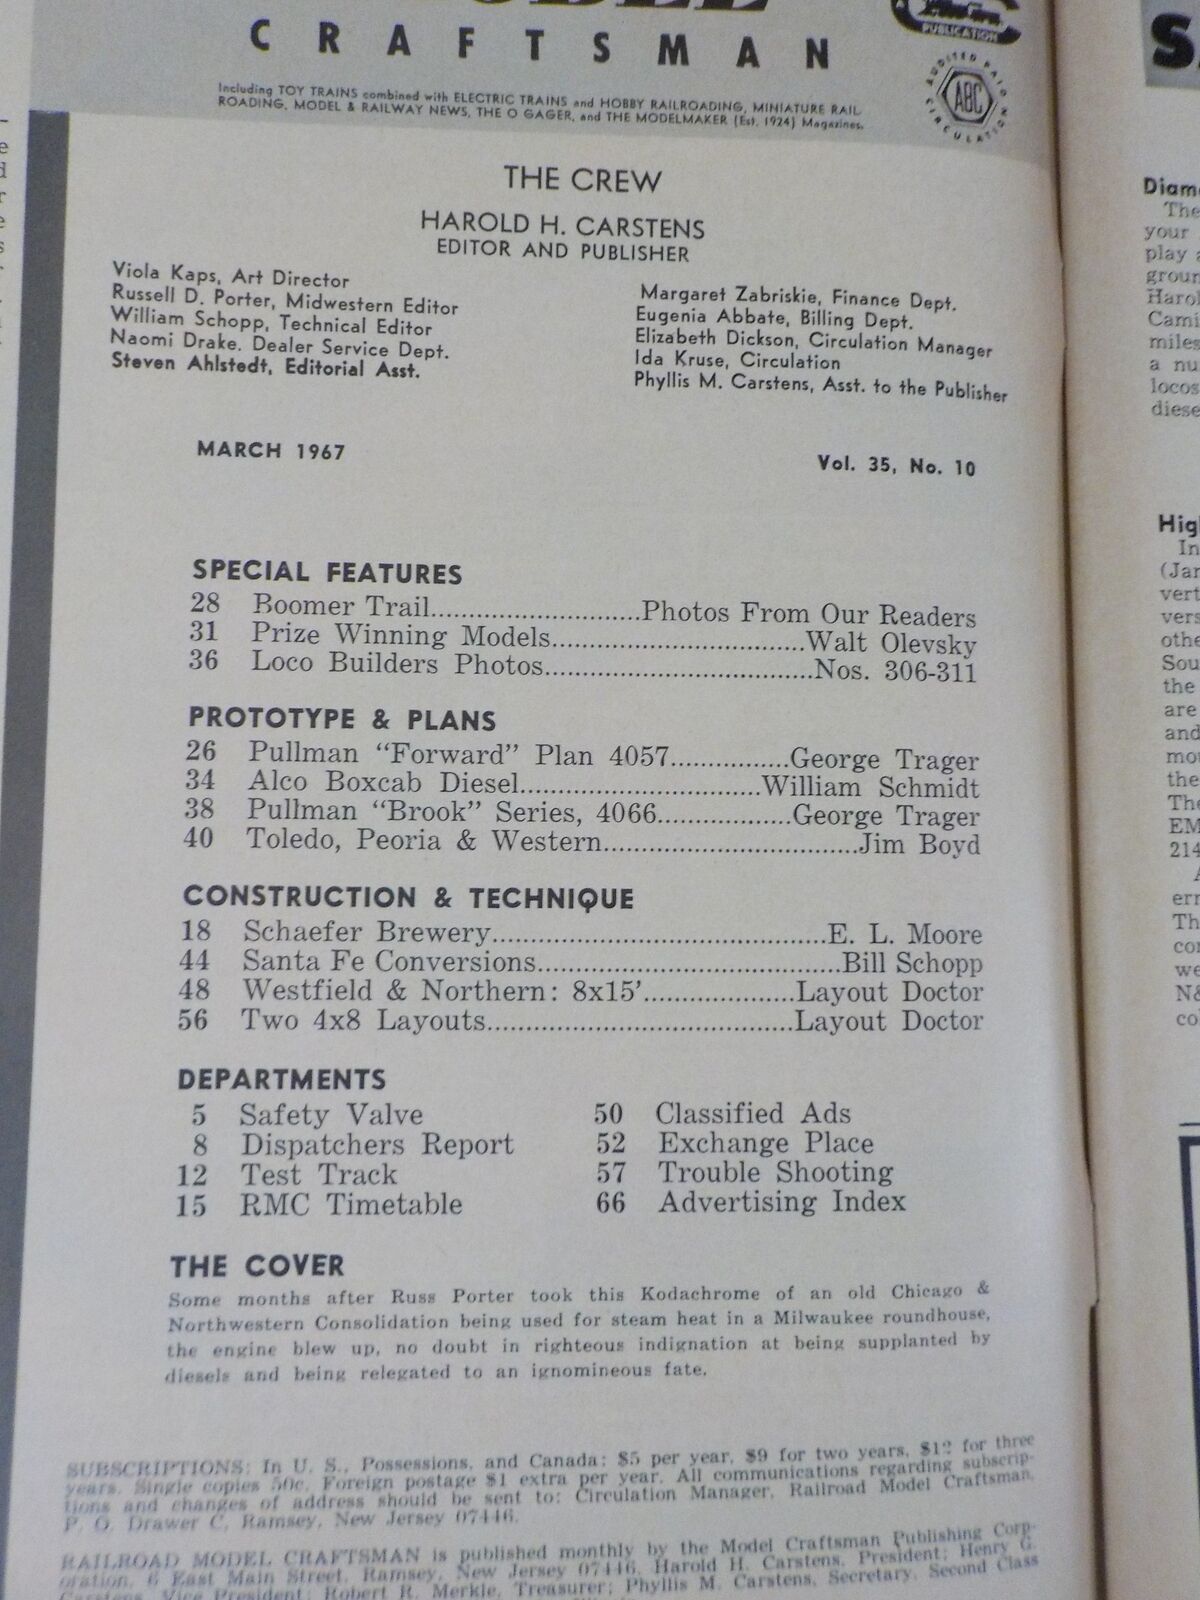 CRAFTSMAN
PUBLICATION
Including TOY TRAINS combined with ELECTRIC TRAINS and HOBBY RAILROADING, MINIATURE RAIL
ROADING, MODEL & RAILWAY NEWS, THE O GAGER, and THE MODELMAKER (Est. 1924) Magazines.
AUDITED PAID CIRCULATION
ABC
THE CREW
HAROLD H. CARSTENS
EDITOR AND PUBLISHER
Viola Kaps, Art Director
Russell D. Porter, Midwestern Editor
William Schopp, Technical Editor
Naomi Drake. Dealer Service Dept.
Steven Ahlstedt, Editorial Asst.
Margaret Zabriskie, Finance Dept.
Eugenia Abbate, Billing Dept.
Elizabeth Dickson, Circulation Manager
Ida Kruse, Circulation
Phyllis M. Carstens, Asst. to the Publisher
MARCH 1967
Vol. 35, No. 10
SPECIAL FEATURES
28 Boomer Trail...........................Photos From Our Readers
31 Prize Winning Models................................Walt Olevsky
36 Loco Builders Photos..................................Nos. 306-311
PROTOTYPE & PLANS
26 Pullman “Forward” Plan 4057...............George Trager
34 Alco Boxcab Diesel..............................William Schmidt
38 Pullman “Brook” Series, 4066.................George Trager
40 Toledo, Peoria & Western.................................Jim Boyd
CONSTRUCTION & TECHNIQUE
18 Schaefer Brewery..........................................E. L. Moore
44 Santa Fe Conversions......................................Bill Schopp
48 Westfield & Northern: 8x15’...................Layout Doctor
56 Two 4x8 Layouts.......................................Layout Doctor
DEPARTMENTS
5 Safety Valve
8 Dispatchers Report
12 Test Track
15 RMC Timetable
50 Classified Ads
52 Exchange Place
57 Trouble Shooting
66 Advertising Index
THE COVER
Some months after Russ Porter took this Kodachrome of an old Chicago &
Northwestern Consolidation being used for steam heat in a Milwaukee roundhouse,
the engine blew up, no doubt in righteous indignation at being supplanted by
diesels and being relegated to an ignomineous fate.
SUBSCRIPTIONS: In U. S., Possessions, and Canada: $5 per year, $9 for two years, $12 for three
years. Single copies 50c. Foreign postage $1 extra per year. All communications regarding subscrip-
tions and changes of address should be sent to: Circulation Manager, Railroad Model Craftsman,
P. O. Drawer C, Ramsey, New Jersey 07446.
RAILROAD MODEL CRAFTSMAN is published monthly by the Model Craftsman Publishing Corp-
oration, 6 East Main Street, Ramsey, New Jersey 07446. Harold H. Carstens, President; Henry G.
Carstens, Vice President; Robert R. Merkle, Treasurer; Phyllis M. Carstens, Secretary. Second Class
your
play
miles
a nu
locos
the
are
and
the
The
EM
214